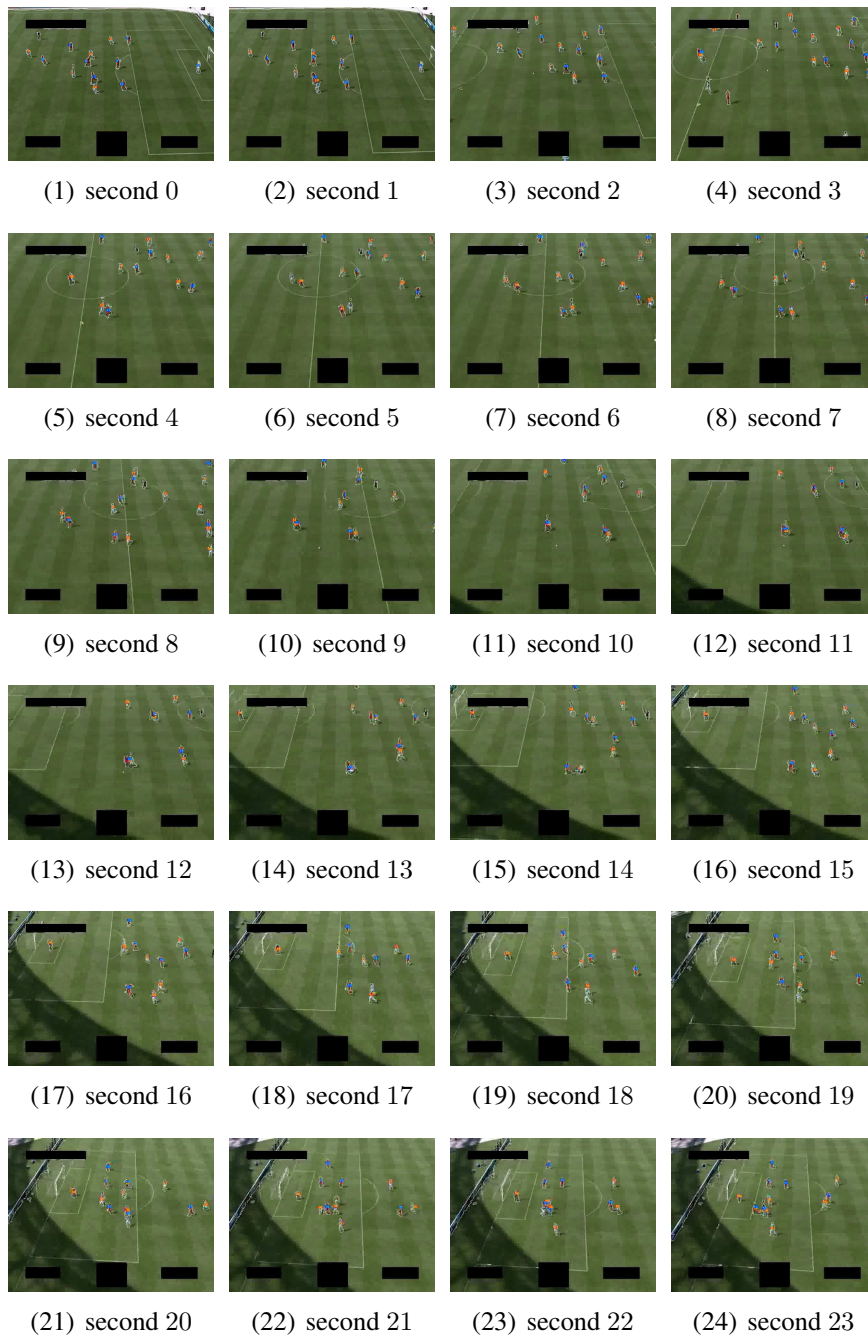 (1) second 0 (2) second 1 (3) second 2 (4) second 3
(5) second 4 (6) second 5 (7) second 6 (8) second 7
(9) second 8 (10) second 9 (11) second 10 (12) second 11
(13) second 12 (14) second 13 (15) second 14 (16) second 15
(17) second 16 (18) second 17 (19) second 18 (20) second 19
(21) second 20 (22) second 21 (23) second 22 (24) second 23